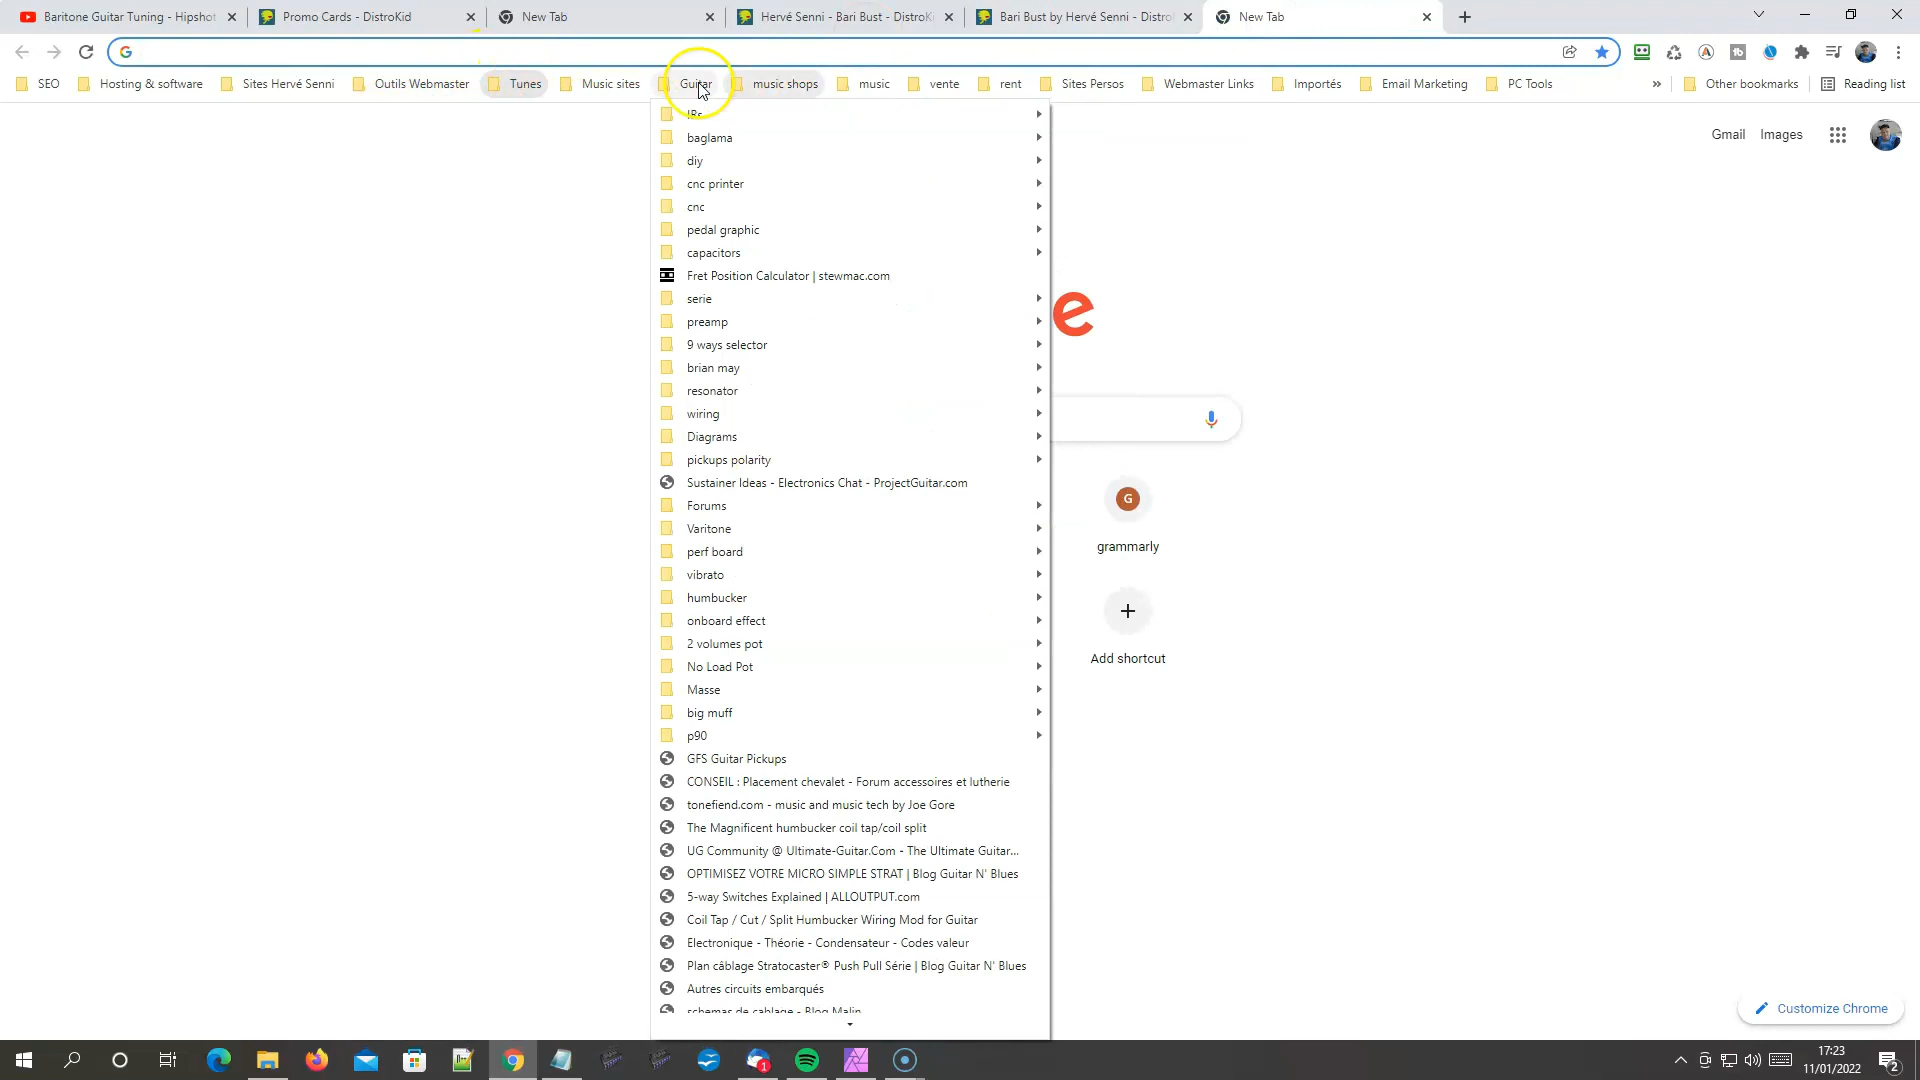 Baritone Guitar Tuning - Hipshot
Promo Cards - DistroKid
New Tab
Hervé Senni - Bari Bust - DistroKi
Bari Bust by Hervé Senni - Distro
New Tab
SEO
Hosting & software
Sites Hervé Senni
Outils Webmaster
Tunes
Music sites
Guitar
music shops
music
vente
rent
Sites Persos
Webmaster Links
Importés
Email Marketing
PC Tools
»
Other bookmarks
Reading list
Gmail
Images
IRs
baglama
diy
cnc printer
cnc
pedal graphic
capacitors
Fret Position Calculator | stewmac.com
serie
preamp
9 ways selector
brian may
resonator
wiring
Diagrams
pickups polarity
Sustainer Ideas - Electronics Chat - ProjectGuitar.com
Forums
Varitone
perf board
vibrato
humbucker
onboard effect
2 volumes pot
No Load Pot
Masse
big muff
p90
GFS Guitar Pickups
CONSEIL : Placement chevalet - Forum accessoires et lutherie
tonefiend.com - music and music tech by Joe Gore
The Magnificent humbucker coil tap/coil split
UG Community @ Ultimate-Guitar.Com - The Ultimate Guitar...
OPTIMISEZ VOTRE MICRO SIMPLE STRAT | Blog Guitar N' Blues
5-way Switches Explained | ALLOUTPUT.com
Coil Tap / Cut / Split Humbucker Wiring Mod for Guitar
Electronique - Théorie - Condensateur - Codes valeur
Plan câblage Stratocaster® Push Pull Série | Blog Guitar N' Blues
Autres circuits embarqués
schemas de cablage - Blog Malin
e
G
grammarly
Add shortcut
Customize Chrome
1
17:23
11/01/2022
2